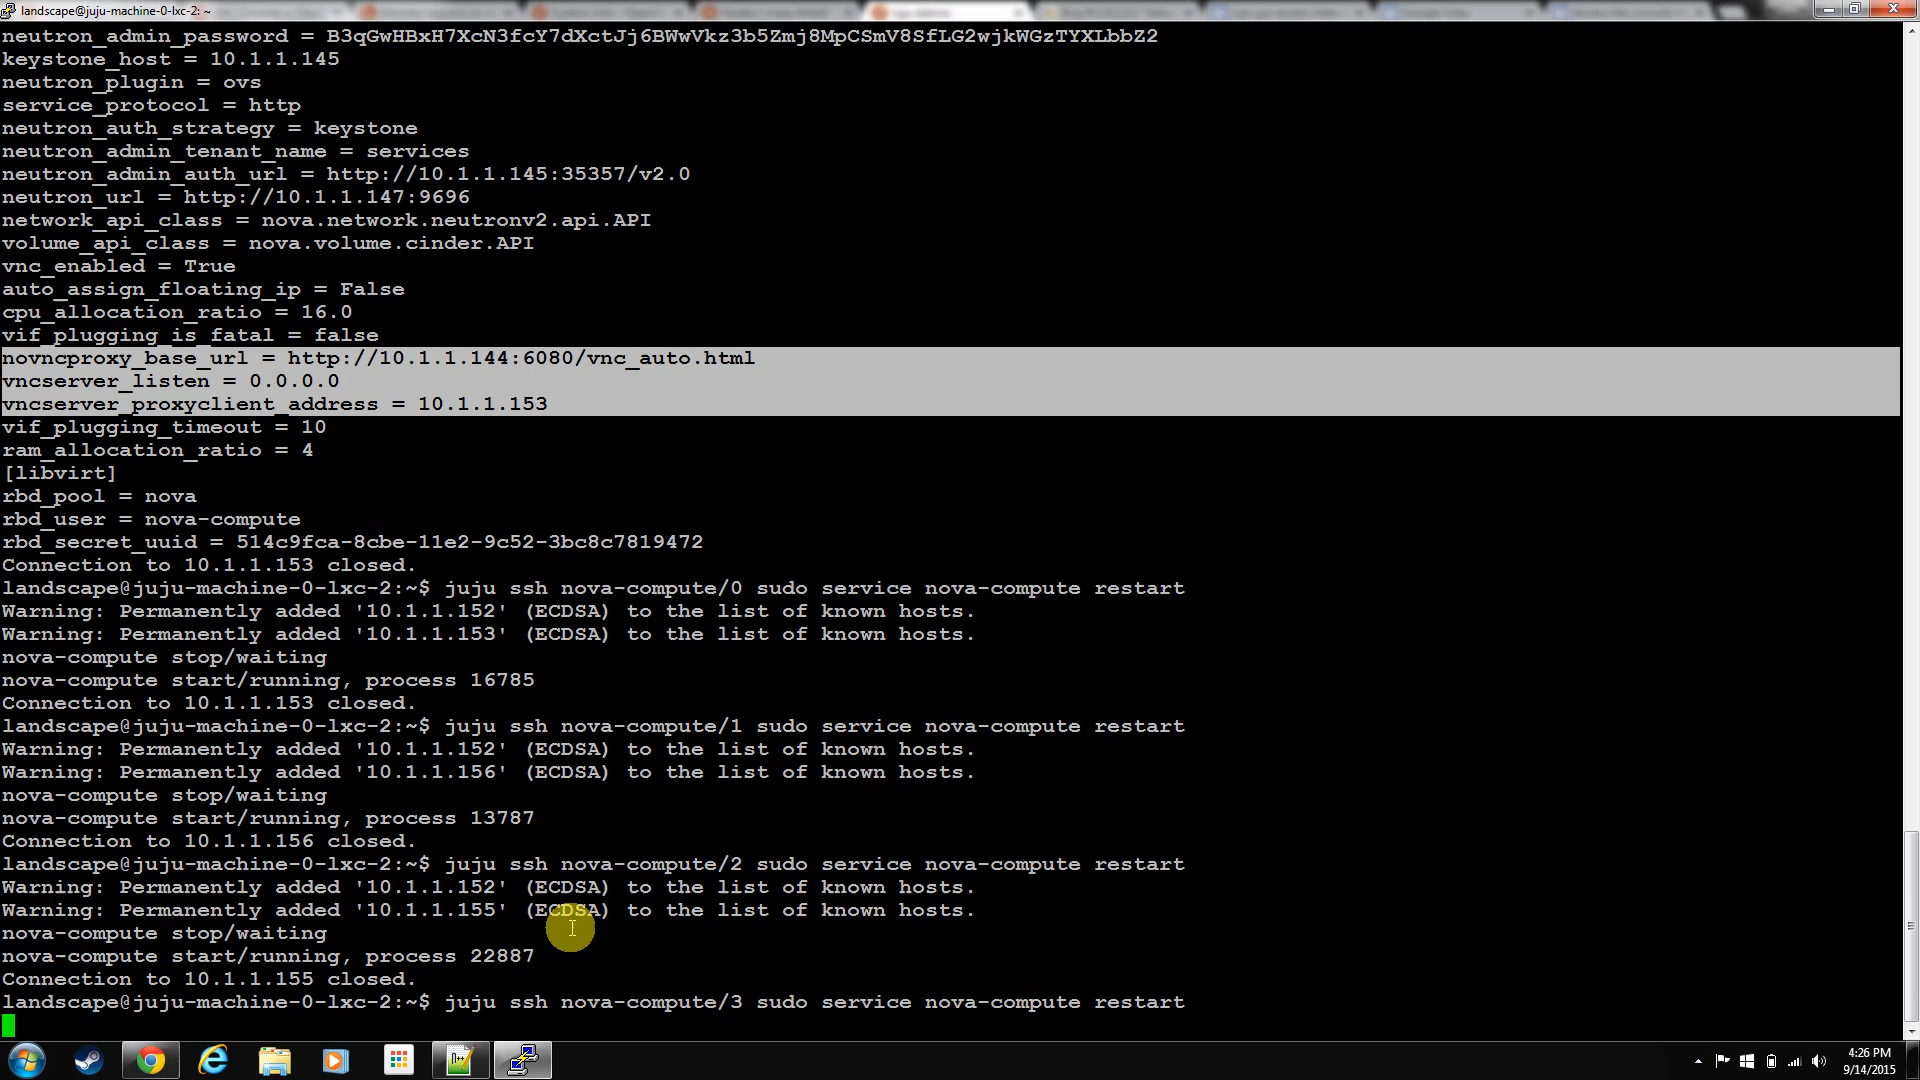 landscape@juju-machine-0-lxc-2: ~
neutron_admin_password = B3qGwHBxH7XcN3fcY7dXctJj6BWwVkz3b5Zmj8MpCSmV8SfLG2wjkWGzTYXLbbZ2
keystone_host = 10.1.1.145
neutron_plugin = ovs
service_protocol = http
neutron_auth_strategy = keystone
neutron_admin_tenant_name = services
neutron_admin_auth_url = http://10.1.1.145:35357/v2.0
neutron_url = http://10.1.1.147:9696
network_api_class = nova.network.neutronv2.api.API
volume_api_class = nova.volume.cinder.API
vnc_enabled = True
auto_assign_floating_ip = False
cpu_allocation_ratio = 16.0
vif_plugging_is_fatal = false
novncproxy_base_url = http://10.1.1.144:6080/vnc_auto.html
vncserver_listen = 0.0.0.0
vncserver_proxyclient_address = 10.1.1.153
vif_plugging_timeout = 10
ram_allocation_ratio = 4
[libvirt]
rbd_pool = nova
rbd_user = nova-compute
rbd_secret_uuid = 514c9fca-8cbe-11e2-9c52-3bc8c7819472
Connection to 10.1.1.153 closed.
landscape@juju-machine-0-lxc-2:~$ juju ssh nova-compute/0 sudo service nova-compute restart
Warning: Permanently added '10.1.1.152' (ECDSA) to the list of known hosts.
Warning: Permanently added '10.1.1.153' (ECDSA) to the list of known hosts.
nova-compute stop/waiting
nova-compute start/running, process 16785
Connection to 10.1.1.153 closed.
landscape@juju-machine-0-lxc-2:~$ juju ssh nova-compute/1 sudo service nova-compute restart
Warning: Permanently added '10.1.1.152' (ECDSA) to the list of known hosts.
Warning: Permanently added '10.1.1.156' (ECDSA) to the list of known hosts.
nova-compute stop/waiting
nova-compute start/running, process 13787
Connection to 10.1.1.156 closed.
landscape@juju-machine-0-lxc-2:~$ juju ssh nova-compute/2 sudo service nova-compute restart
Warning: Permanently added '10.1.1.152' (ECDSA) to the list of known hosts.
Warning: Permanently added '10.1.1.155' (ECDSA) to the list of known hosts.
nova-compute stop/waiting
nova-compute start/running, process 22887
Connection to 10.1.1.155 closed.
landscape@juju-machine-0-lxc-2:~$ juju ssh nova-compute/3 sudo service nova-compute restart
4:26 PM
9/14/2015